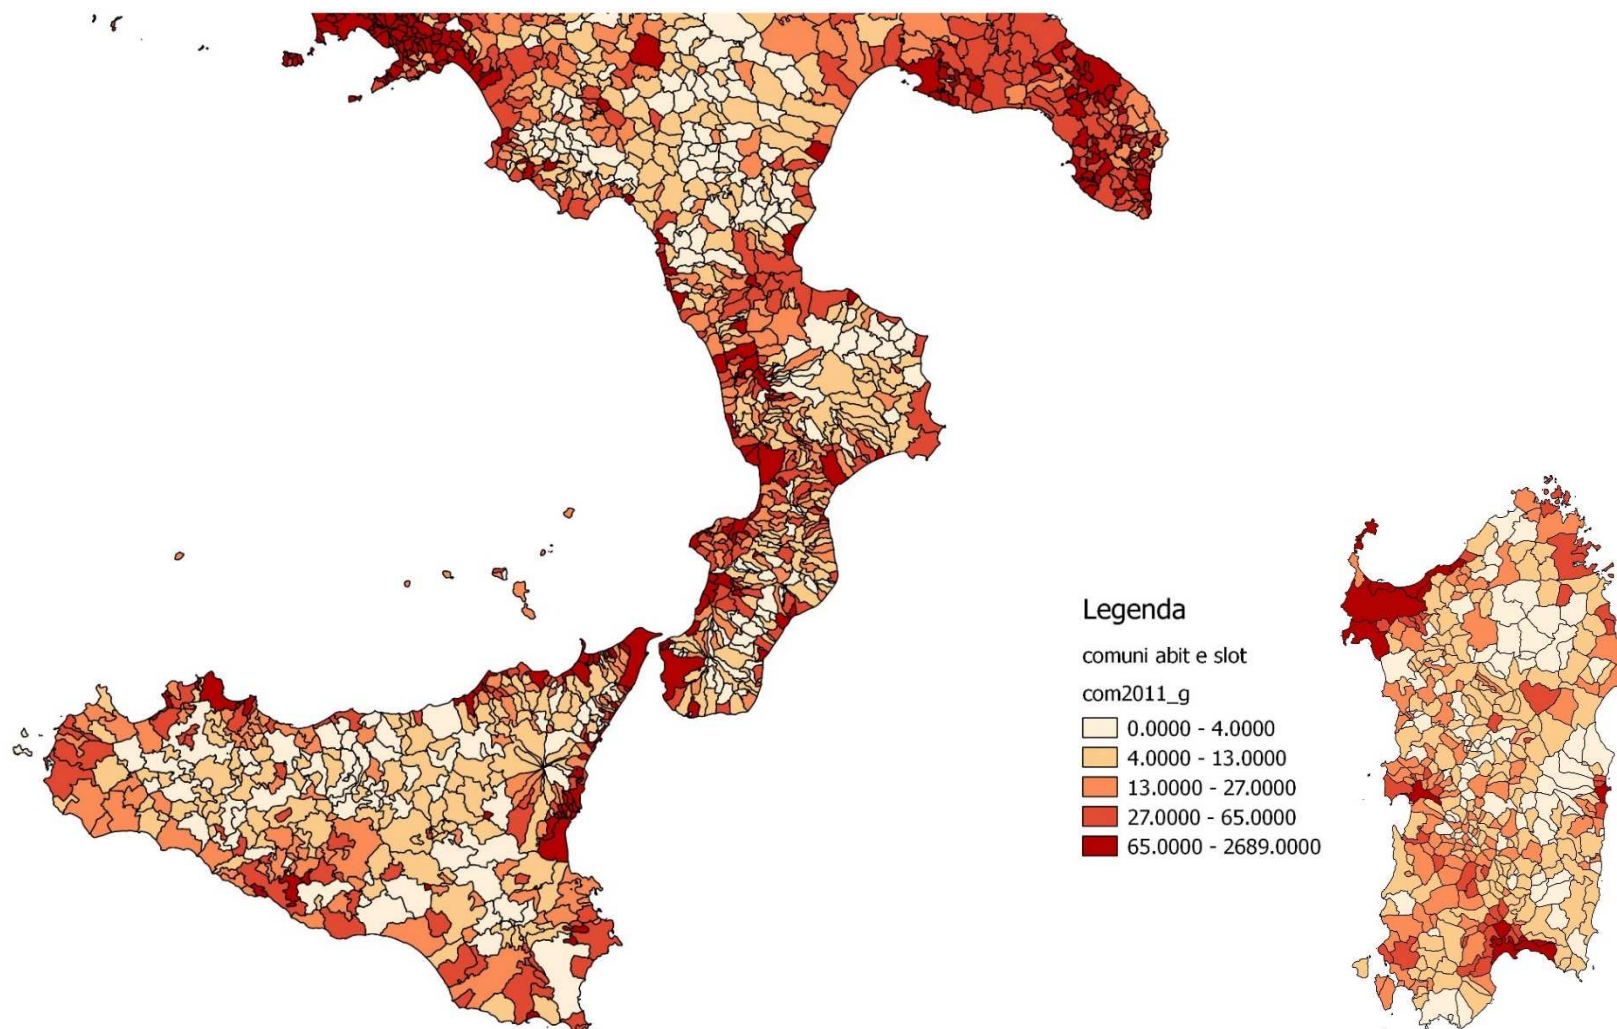 Legenda
comuni abit e slot
com2011_g
0.0000 - 4.0000
4.0000 - 13.0000
13.0000 - 27.0000
27.0000 - 65.0000
65.0000 - 2689.0000